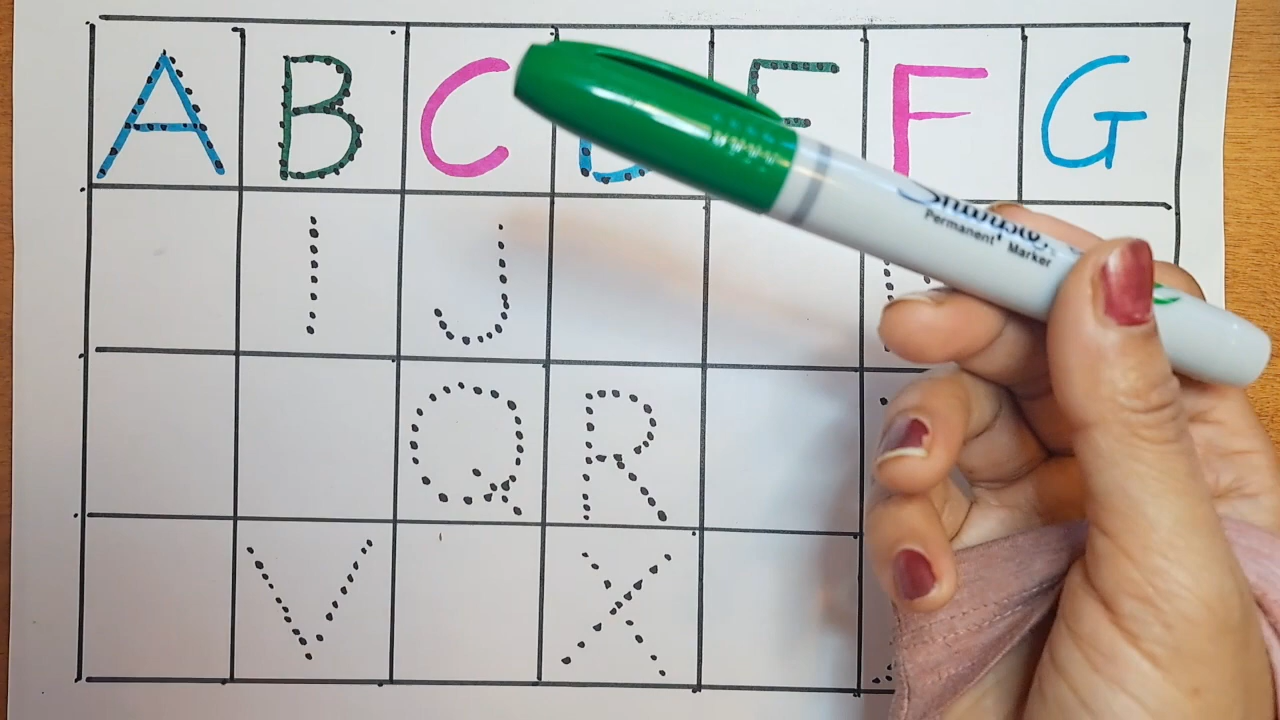 A B C D E F G
I J
Q R
V X
Sharpie
Permanent Marker